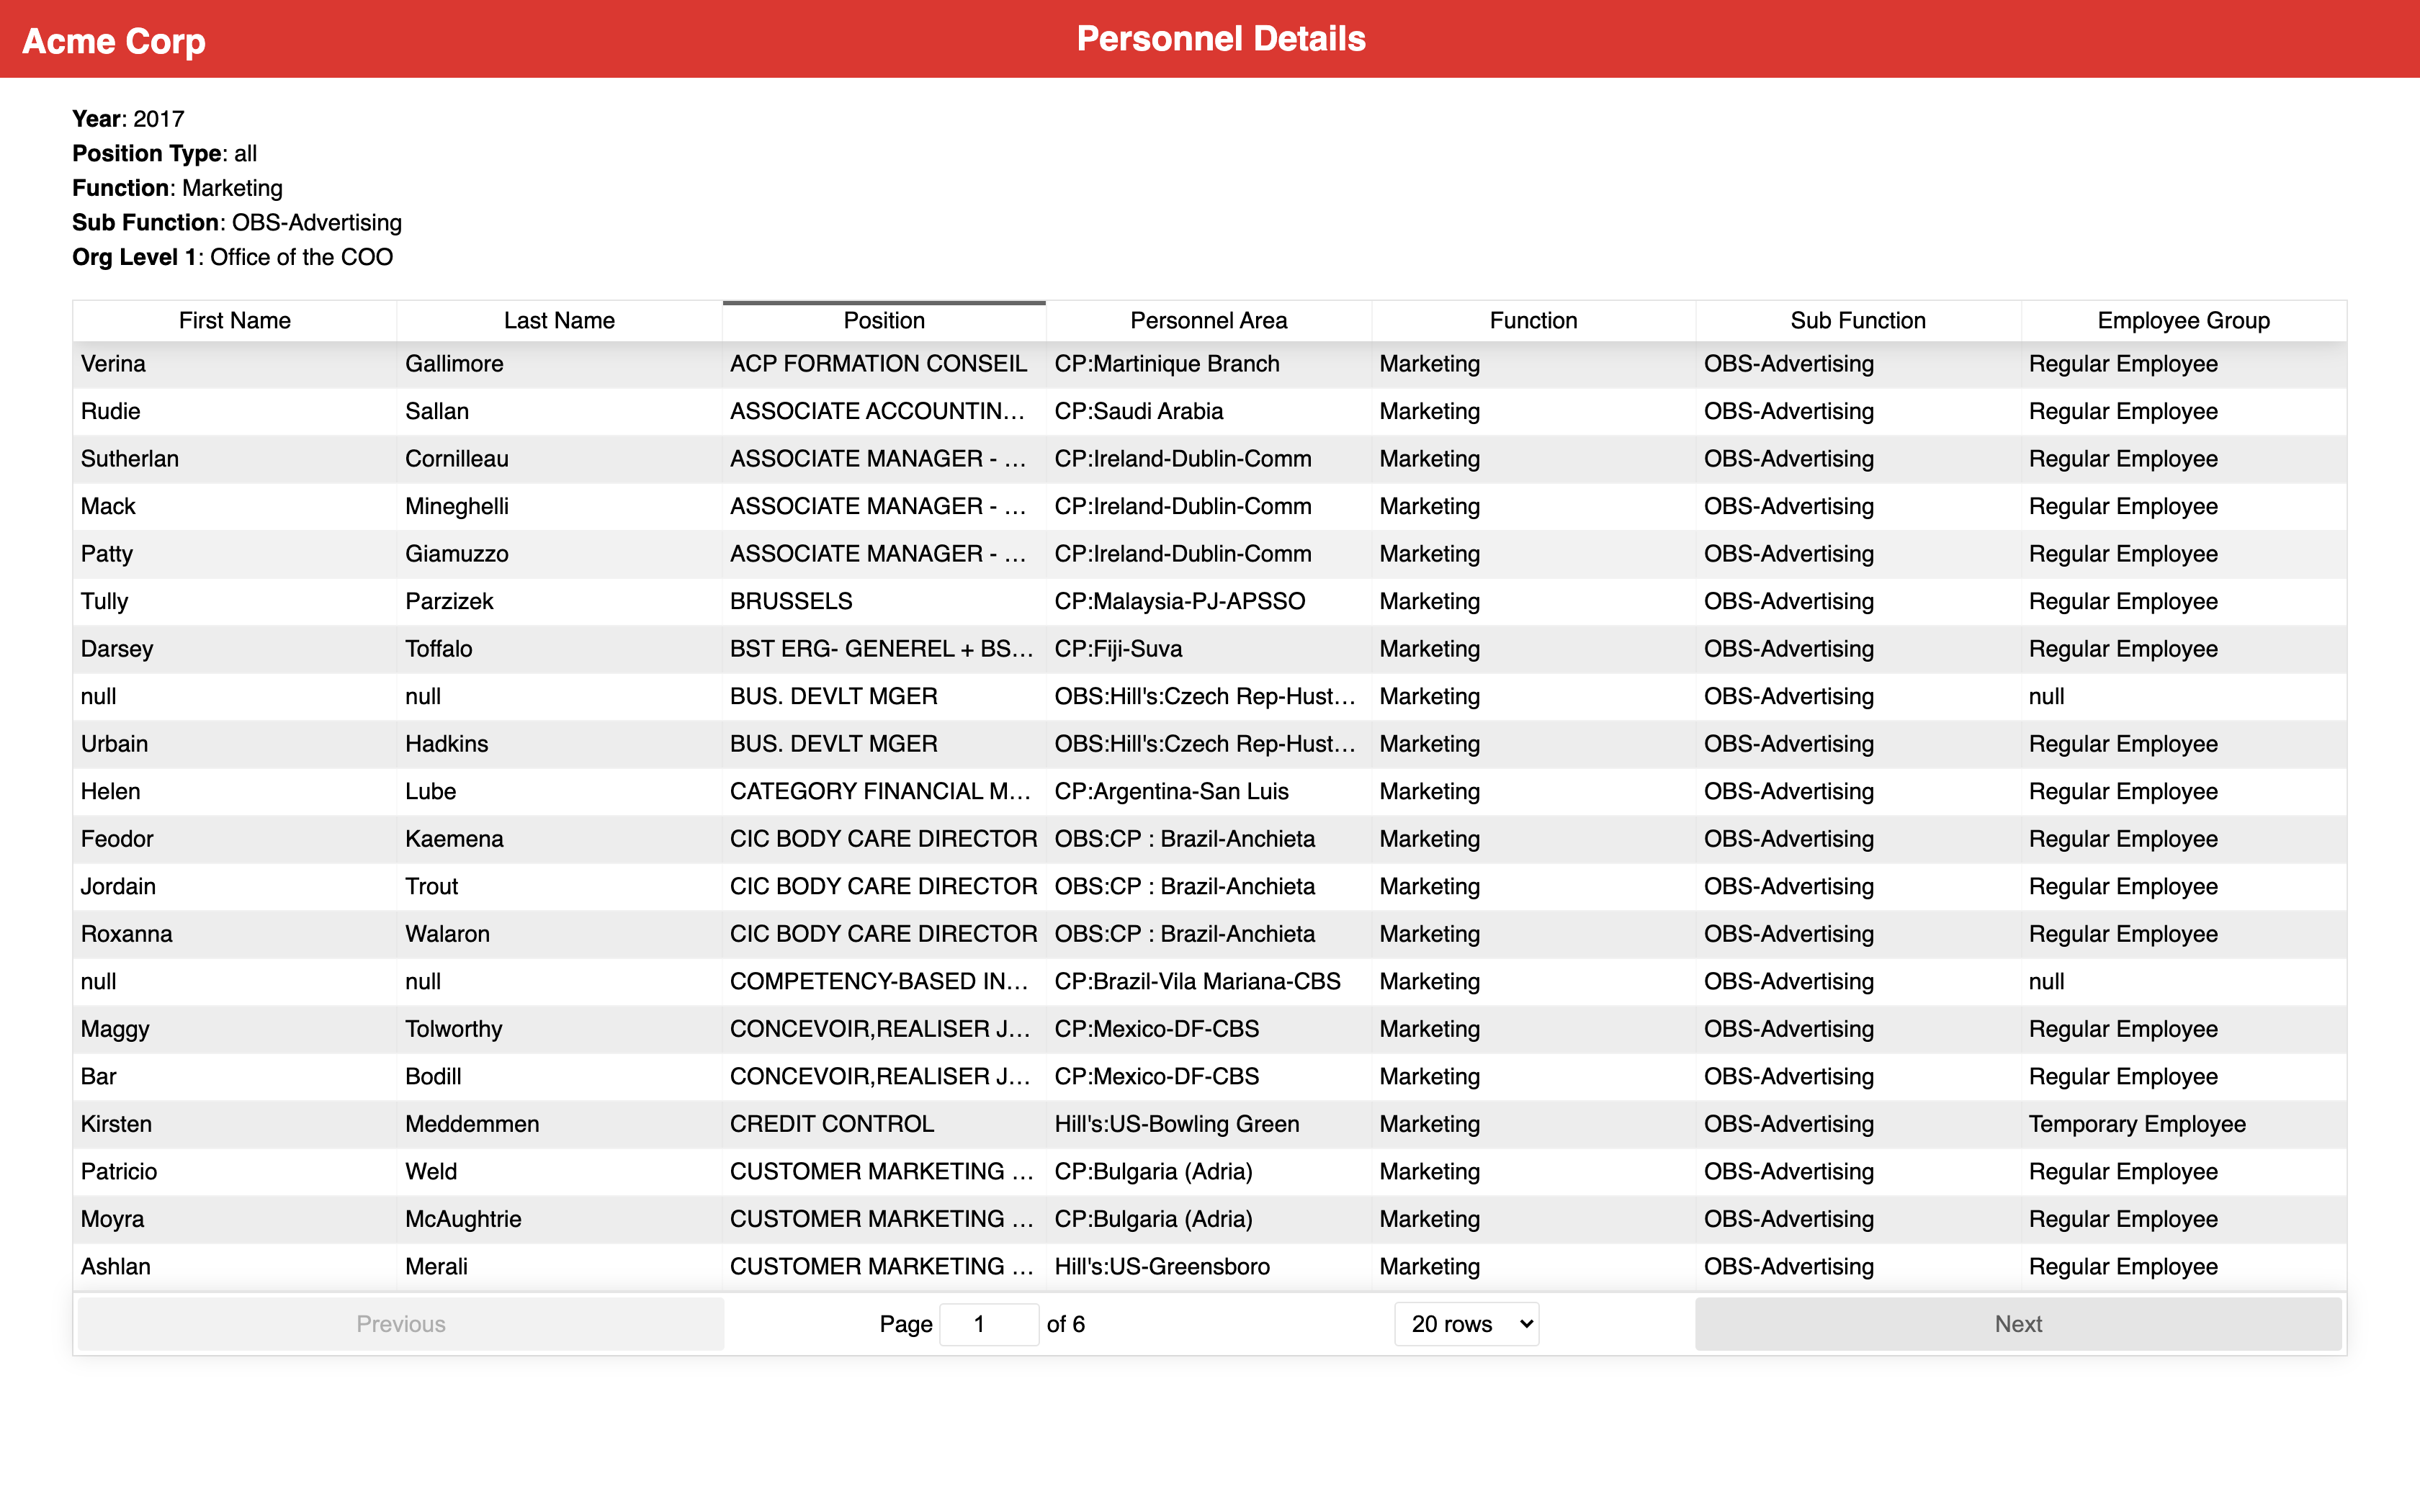 Acme Corp
Personnel Details
Year: 2017
Position Type: all
Function: Marketing
Sub Function: OBS-Advertising
Org Level 1: Office of the COO
First Name Last Name Position Personnel Area Function Sub Function Employee Group
Verina Gallimore ACP FORMATION CONSEIL CP:Martinique Branch Marketing OBS-Advertising Regular Employee
Rudie Sallan ASSOCIATE ACCOUNTIN... CP:Saudi Arabia Marketing OBS-Advertising Regular Employee
Sutherlan Cornilleau ASSOCIATE MANAGER - ... CP:Ireland-Dublin-Comm Marketing OBS-Advertising Regular Employee
Mack Mineghelli ASSOCIATE MANAGER - ... CP:Ireland-Dublin-Comm Marketing OBS-Advertising Regular Employee
Patty Giamuzzo ASSOCIATE MANAGER - ... CP:Ireland-Dublin-Comm Marketing OBS-Advertising Regular Employee
Tully Parzizek BRUSSELS CP:Malaysia-PJ-APSSO Marketing OBS-Advertising Regular Employee
Darsey Toffalo BST ERG- GENEREL + BS... CP:Fiji-Suva Marketing OBS-Advertising Regular Employee
null null BUS. DEVLT MGER OBS:Hill's:Czech Rep-Hust... Marketing OBS-Advertising null
Urbain Hadkins BUS. DEVLT MGER OBS:Hill's:Czech Rep-Hust... Marketing OBS-Advertising Regular Employee
Helen Lube CATEGORY FINANCIAL M... CP:Argentina-San Luis Marketing OBS-Advertising Regular Employee
Feodor Kaemena CIC BODY CARE DIRECTOR OBS:CP : Brazil-Anchieta Marketing OBS-Advertising Regular Employee
Jordain Trout CIC BODY CARE DIRECTOR OBS:CP : Brazil-Anchieta Marketing OBS-Advertising Regular Employee
Roxanna Walaron CIC BODY CARE DIRECTOR OBS:CP : Brazil-Anchieta Marketing OBS-Advertising Regular Employee
null null COMPETENCY-BASED IN... CP:Brazil-Vila Mariana-CBS Marketing OBS-Advertising null
Maggy Tolworthy CONCEVOIR,REALISER J... CP:Mexico-DF-CBS Marketing OBS-Advertising Regular Employee
Bar Bodill CONCEVOIR,REALISER J... CP:Mexico-DF-CBS Marketing OBS-Advertising Regular Employee
Kirsten Meddemmen CREDIT CONTROL Hill's:US-Bowling Green Marketing OBS-Advertising Temporary Employee
Patricio Weld CUSTOMER MARKETING ... CP:Bulgaria (Adria) Marketing OBS-Advertising Regular Employee
Moyra McAughtrie CUSTOMER MARKETING ... CP:Bulgaria (Adria) Marketing OBS-Advertising Regular Employee
Ashlan Merali CUSTOMER MARKETING ... Hill's:US-Greensboro Marketing OBS-Advertising Regular Employee
Previous Page 1 of 6 20 rows Next